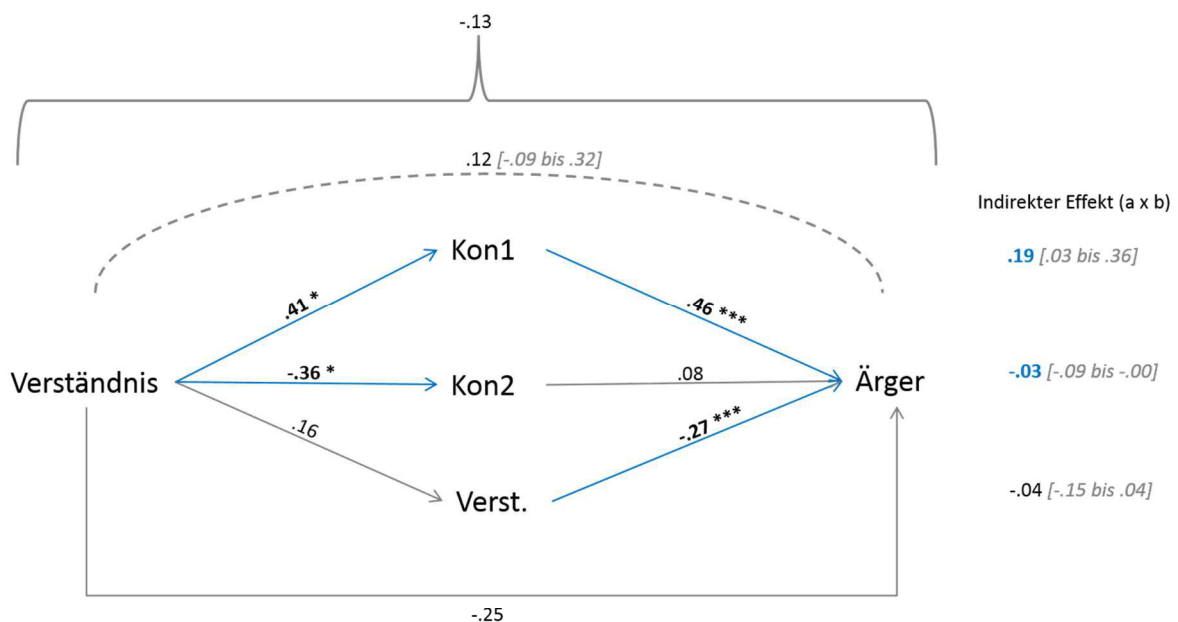 -.13
.12 [-.09 bis .32]
Indirekter Effekt (a x b)
Kon1
.19 [.03 bis .36]
.41 *
.46 ***
Verständnis
-.36 *
Kon2
.08
Ärger
-.03 [-.09 bis -.00]
.16
-.27 ***
Verst.
-.04 [-.15 bis .04]
-.25